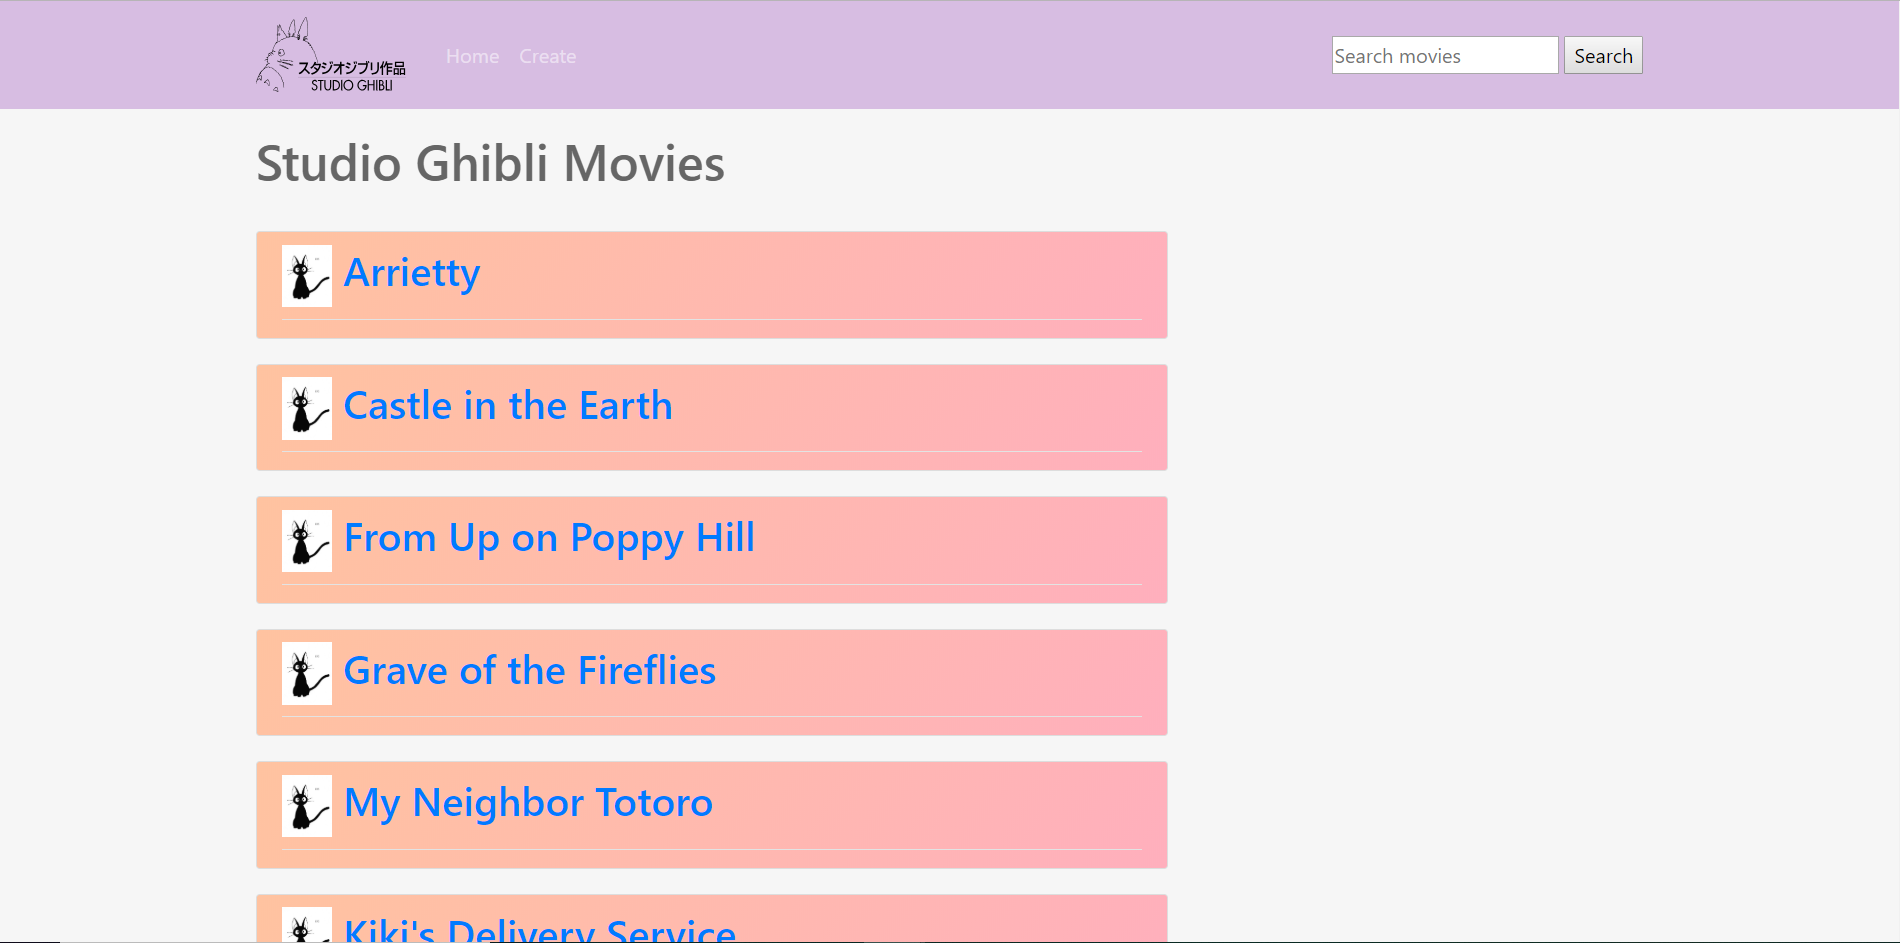 スタジオジブリ作品
STUDIO GHIBLI
Home Create
Search movies Search
Studio Ghibli Movies
Arrietty
Castle in the Earth
From Up on Poppy Hill
Grave of the Fireflies
My Neighbor Totoro
Kiki's Delivery Service